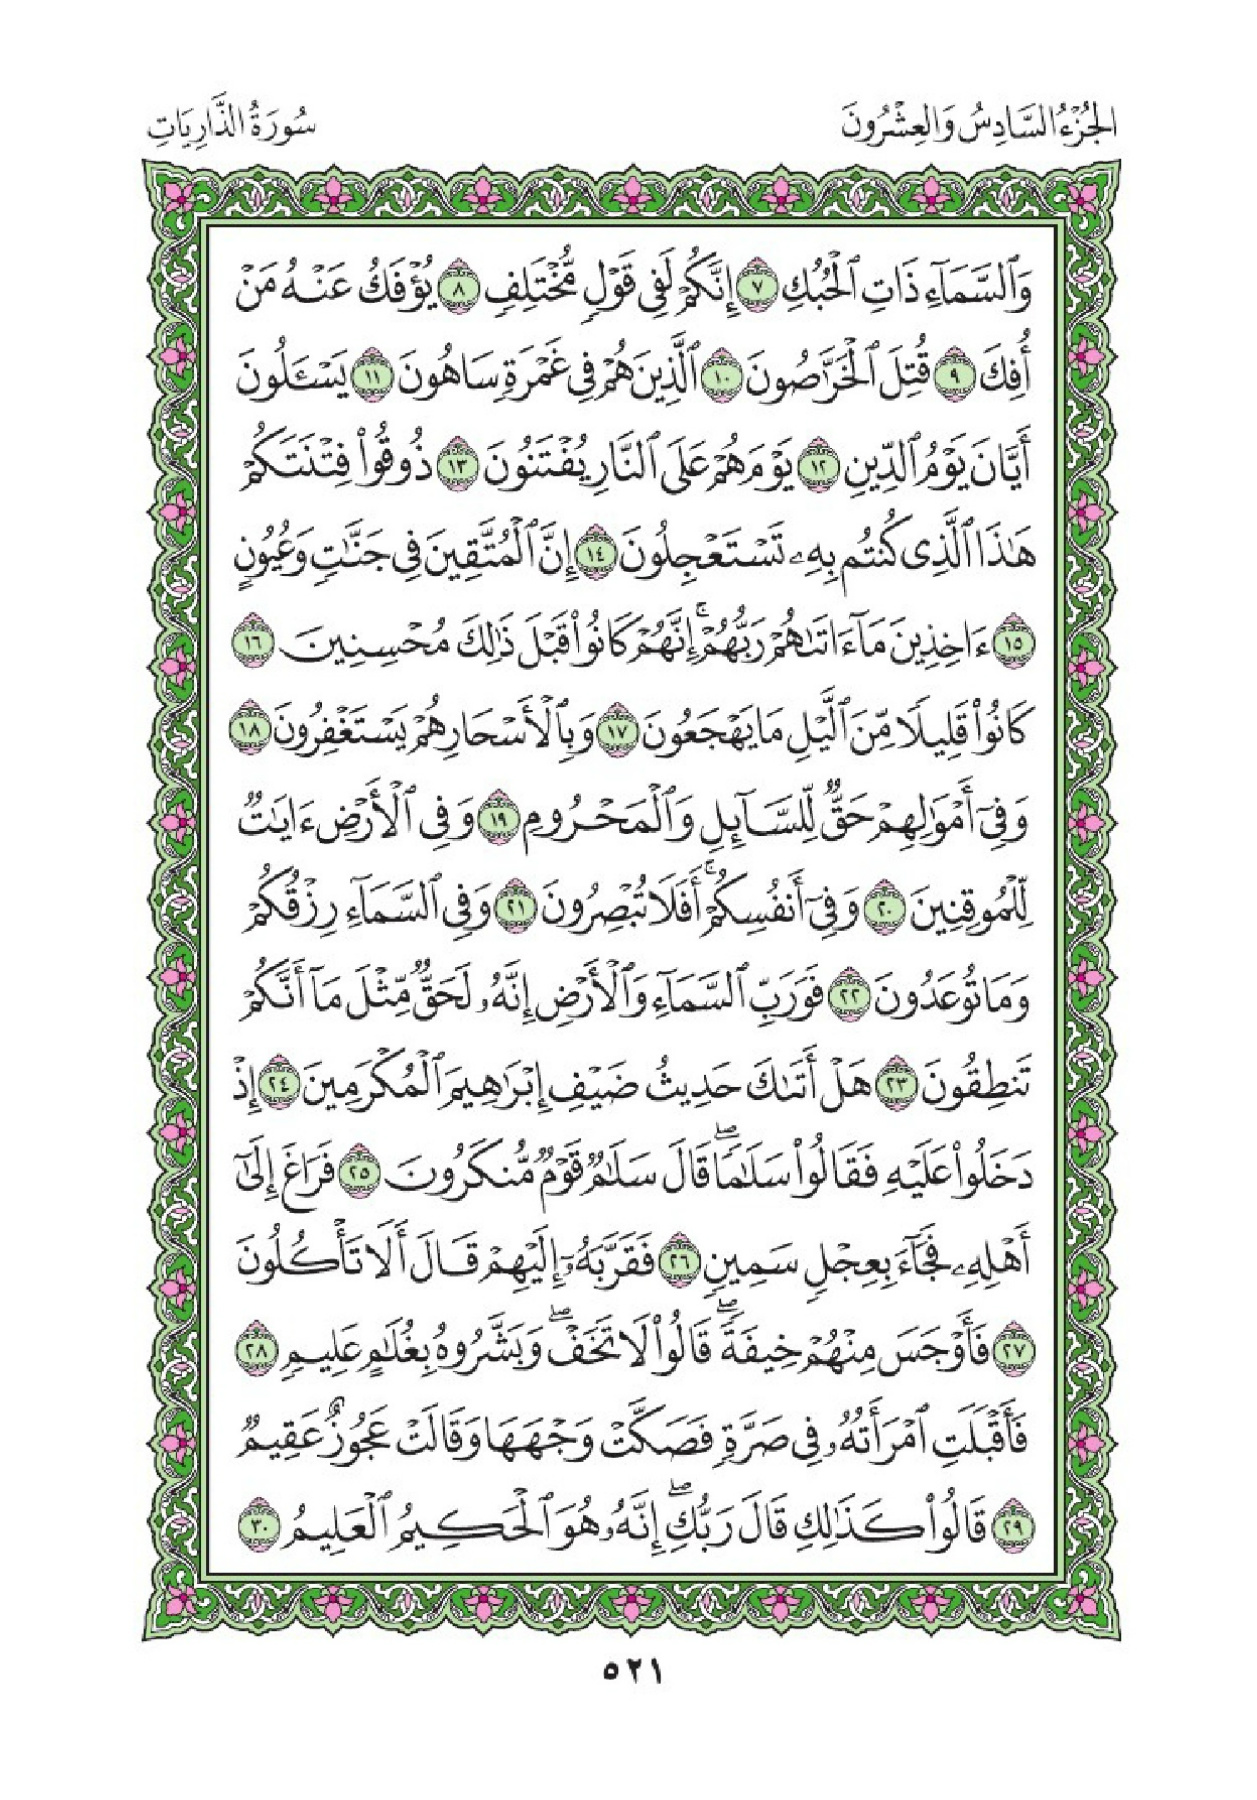 الجُزْءُ السَّادِسُ وَالعِشْرُونَ
سُورَةُ الذَّارِيَاتِ
وَٱلسَّمَآءِ ذَاتِ ٱلْحُبُكِ ٧ إِنَّكُمْ لَفِى قَوْلٍ مُّخْتَلِفٍ ٨ يُؤْفَكُ عَنْهُ مَنْ
أُفِكَ ٩ قُتِلَ ٱلْخَرَّٰصُونَ ١٠ ٱلَّذِينَ هُمْ فِى غَمْرَةٍ سَاهُونَ ١١ يَسْـَٔلُونَ
أَيَّانَ يَوْمُ ٱلدِّينِ ١٢ يَوْمَ هُمْ عَلَى ٱلنَّارِ يُفْتَنُونَ ١٣ ذُوقُوا۟ فِتْنَتَكُمْ
هَٰذَا ٱلَّذِى كُنتُم بِهِۦ تَسْتَعْجِلُونَ ١٤ إِنَّ ٱلْمُتَّقِينَ فِى جَنَّٰتٍ وَعُيُونٍ
١٥ ءَاخِذِينَ مَآ ءَاتَىٰهُمْ رَبُّهُمْ ۚ إِنَّهُمْ كَانُوا۟ قَبْلَ ذَٰلِكَ مُحْسِنِينَ ١٦
كَانُوا۟ قَلِيلًا مِّنَ ٱلَّيْلِ مَا يَهْجَعُونَ ١٧ وَبِٱلْأَسْحَارِ هُمْ يَسْتَغْفِرُونَ ١٨
وَفِىٓ أَمْوَٰلِهِمْ حَقٌّ لِّلسَّآئِلِ وَٱلْمَحْرُومِ ١٩ وَفِى ٱلْأَرْضِ ءَايَٰتٌ
لِّلْمُوقِنِينَ ٢٠ وَفِىٓ أَنفُسِكُمْ ۚ أَفَلَا تُبْصِرُونَ ٢١ وَفِى ٱلسَّمَآءِ رِزْقُكُمْ
وَمَا تُوعَدُونَ ٢٢ فَوَرَبِّ ٱلسَّمَآءِ وَٱلْأَرْضِ إِنَّهُۥ لَحَقٌّ مِّثْلَ مَآ أَنَّكُمْ
تَنطِقُونَ ٢٣ هَلْ أَتَىٰكَ حَدِيثُ ضَيْفِ إِبْرَٰهِيمَ ٱلْمُكْرَمِينَ ٢٤ إِذْ
دَخَلُوا۟ عَلَيْهِ فَقَالُوا۟ سَلَٰمًا ۖ قَالَ سَلَٰمٌ قَوْمٌ مُّنكَرُونَ ٢٥ فَرَاغَ إِلَىٰٓ
أَهْلِهِۦ فَجَآءَ بِعِجْلٍ سَمِينٍ ٢٦ فَقَرَّبَهُۥٓ إِلَيْهِمْ قَالَ أَلَا تَأْكُلُونَ
٢٧ فَأَوْجَسَ مِنْهُمْ خِيفَةً ۖ قَالُوا۟ لَا تَخَفْ ۖ وَبَشَّرُوهُ بِغُلَٰمٍ عَلِيمٍ ٢٨
فَأَقْبَلَتِ ٱمْرَأَتُهُۥ فِى صَرَّةٍ فَصَكَّتْ وَجْهَهَا وَقَالَتْ عَجُوزٌ عَقِيمٌ
٢٩ قَالُوا۟ كَذَٰلِكِ قَالَ رَبُّكِ ۖ إِنَّهُۥ هُوَ ٱلْحَكِيمُ ٱلْعَلِيمُ ٣٠
٥٢١